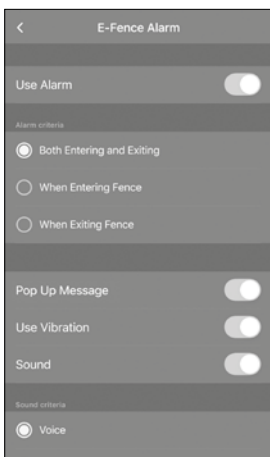 E-Fence Alarm
Use Alarm
Alarm criteria
Both Entering and Exiting
When Entering Fence
When Exiting Fence
Pop Up Message
Use Vibration
Sound
Sound criteria
Voice